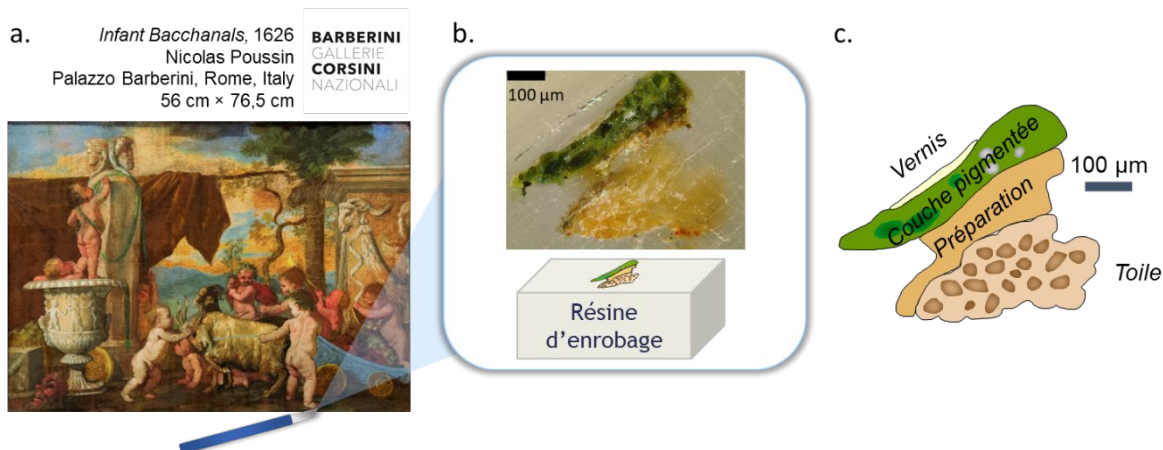 a.
Infant Bacchanals, 1626
Nicolas Poussin
Palazzo Barberini, Rome, Italy
56 cm × 76,5 cm
BARBERINI
GALLERIE
CORSINI
NAZIONALI
b.
100 µm
Résine
d'enrobage
c.
Vernis
Couche pigmentée
Préparation
100 µm
Toile